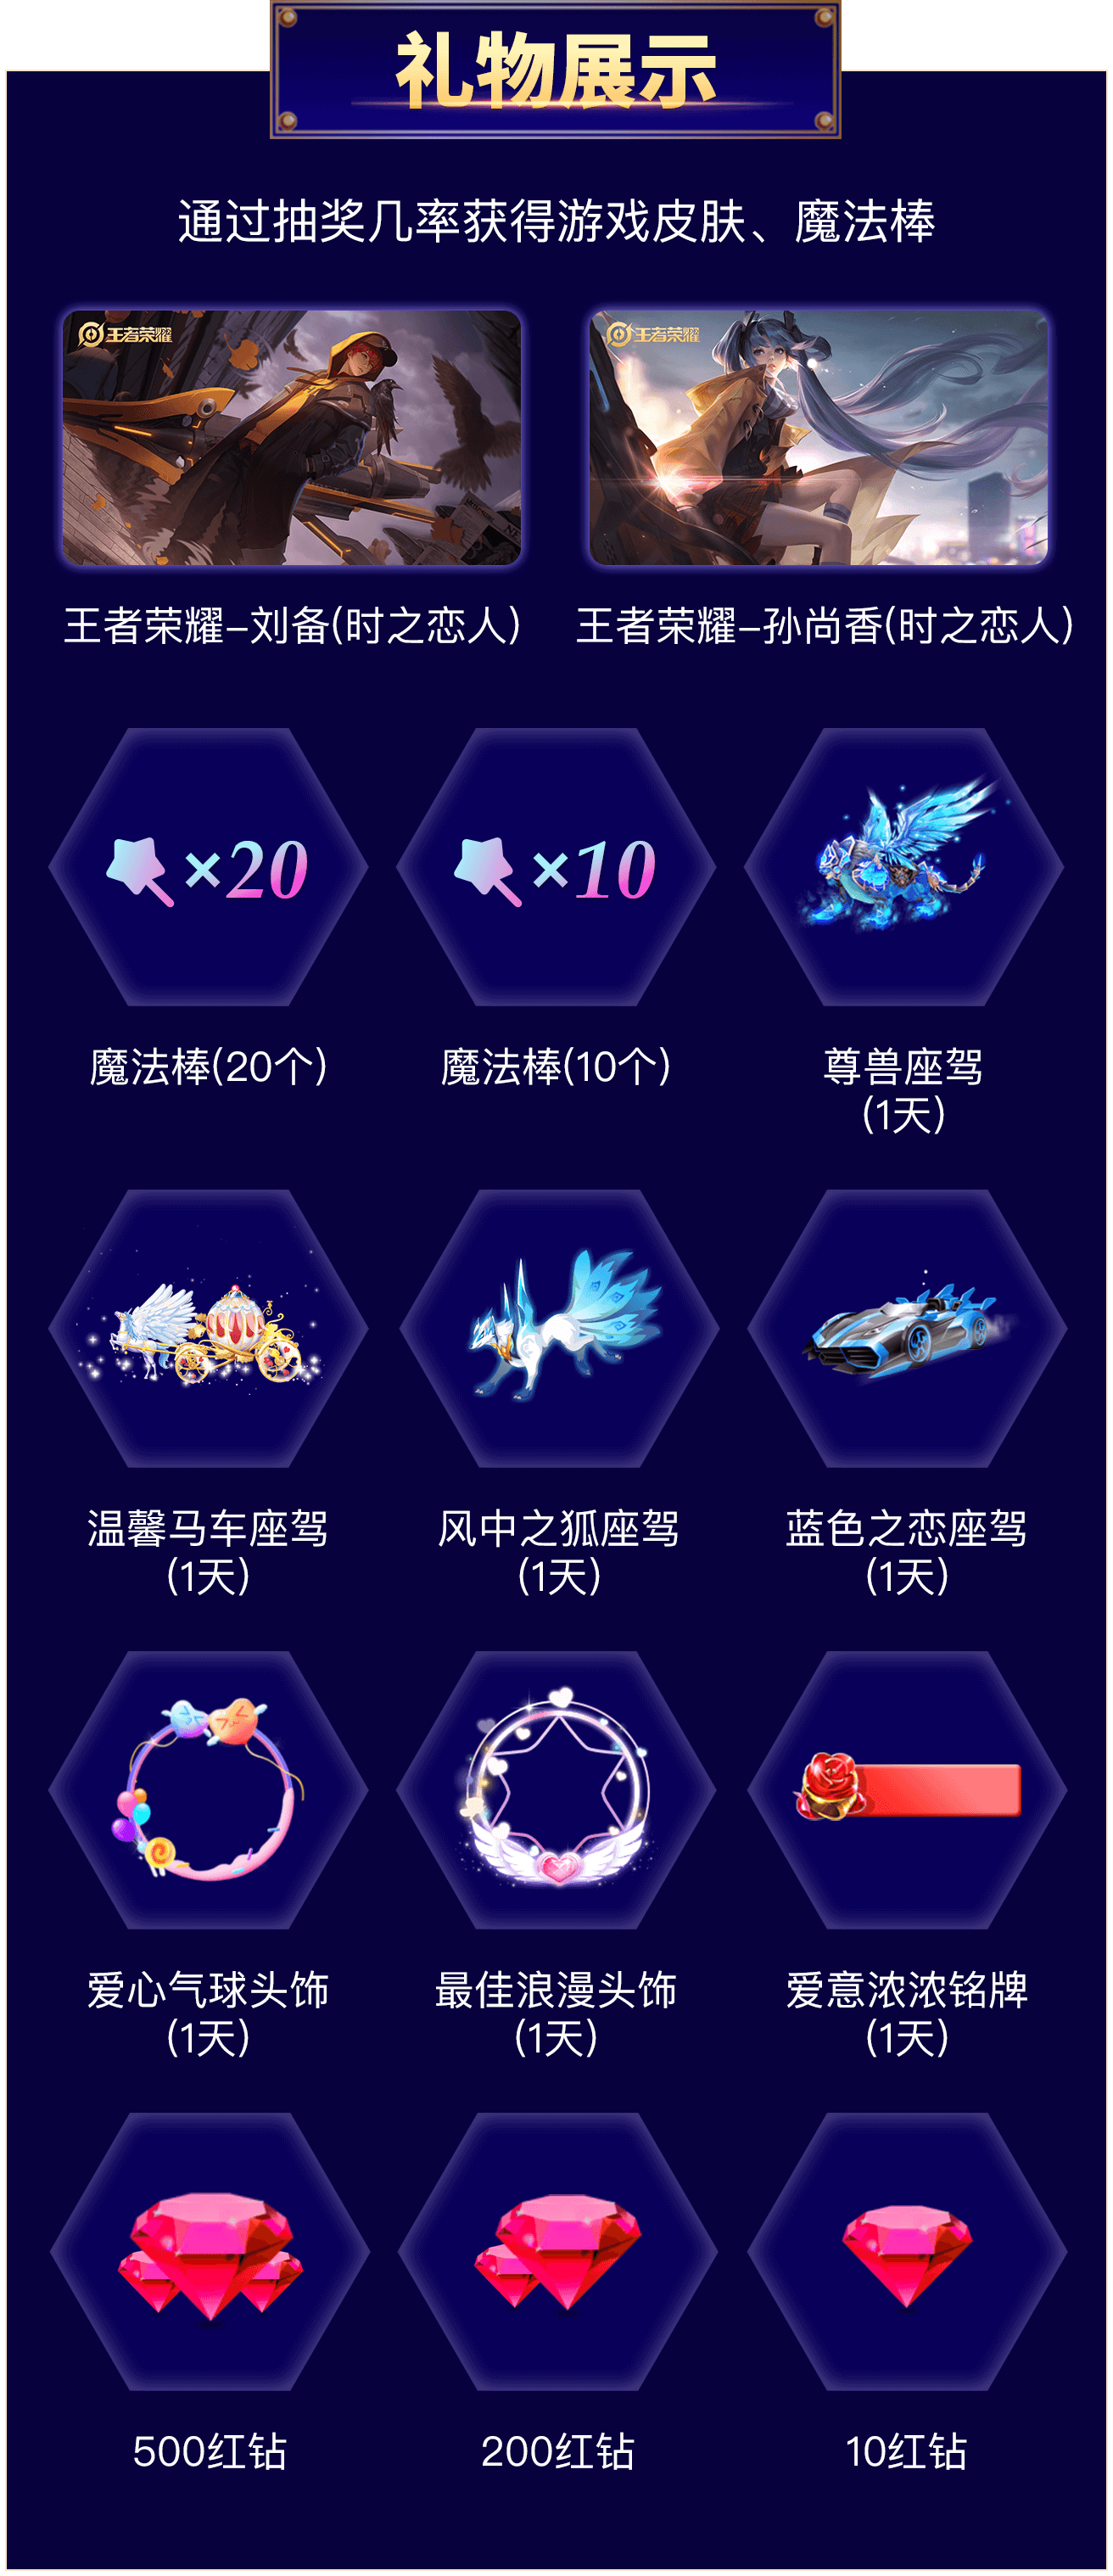 礼物展示
通过抽奖几率获得游戏皮肤、魔法棒
王者荣耀
王者荣耀
王者荣耀-刘备(时之恋人)
王者荣耀-孙尚香(时之恋人)
×20
×10
魔法棒(20个)
魔法棒(10个)
尊兽座驾
(1天)
温馨马车座驾
(1天)
风中之狐座驾
(1天)
蓝色之恋座驾
(1天)
爱心气球头饰
(1天)
最佳浪漫头饰
(1天)
爱意浓浓铭牌
(1天)
500红钻
200红钻
10红钻